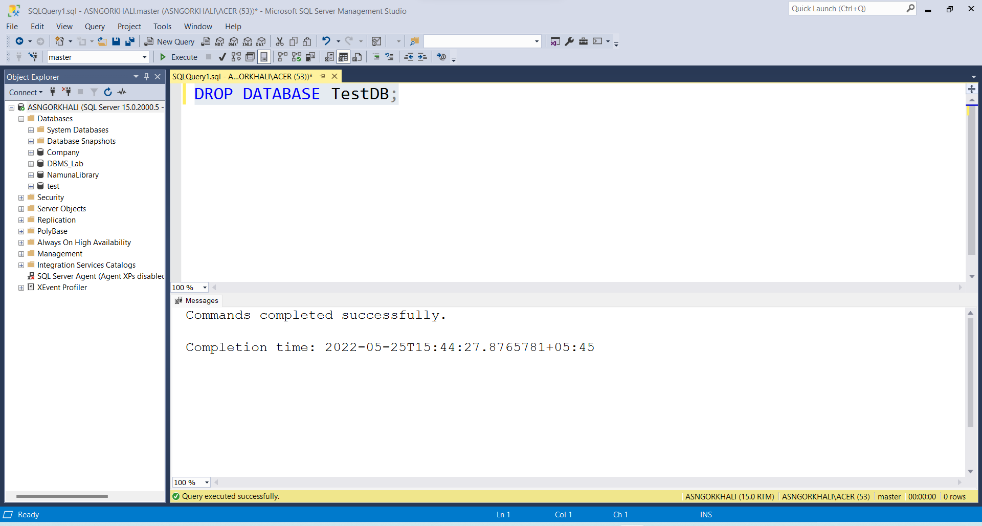 SQLQuery1.sql - ASNGORKHALI.master (ASNGORKHALI\ACER (53))* - Microsoft SQL Server Management Studio
Quick Launch (Ctrl+Q)
File Edit View Query Project Tools Window Help
New Query
master Execute
Object Explorer
SQLQuery1.sql - A...ORKHALI\ACER (53))*
Connect
DROP DATABASE TestDB;
ASNGORKHALI (SQL Server 15.0.2000.5 -
Databases
System Databases
Database Snapshots
Company
DBMS_Lab
NamunaLibrary
test
Security
Server Objects
Replication
PolyBase
Always On High Availability
Management
Integration Services Catalogs
SQL Server Agent (Agent XPs disabled
XEvent Profiler
100 %
Messages
Commands completed successfully.
Completion time: 2022-05-25T15:44:27.8765781+05:45
100 %
Query executed successfully. ASNGORKHALI (15.0 RTM) ASNGORKHALI\ACER (53) master 00:00:00 0 rows
Ready Ln 1 Col 1 Ch 1 INS